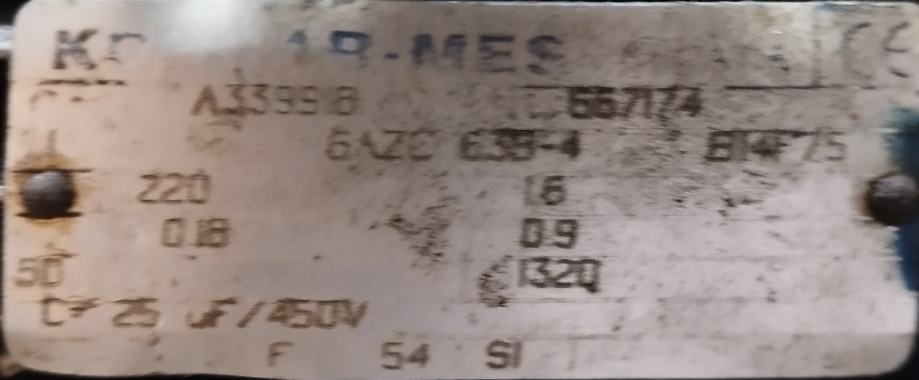 AR-MES
A33998 667174
6AZC 63B-4 B14F75
220 1.6
0.18 0.9
50 1320
C= 25 uF/450V
F 54 S1